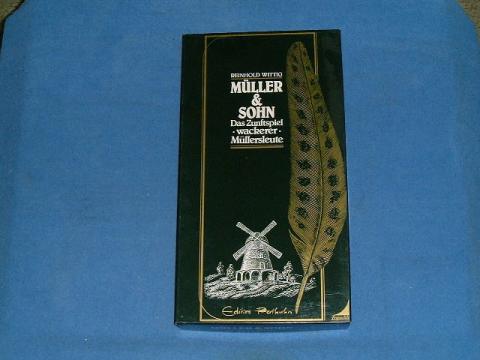 REINHOLD WITTIG
MÜLLER
&
SOHN
Das Zunftspiel
· wackerer ·
Müllersleute
Edition Perlhuhn